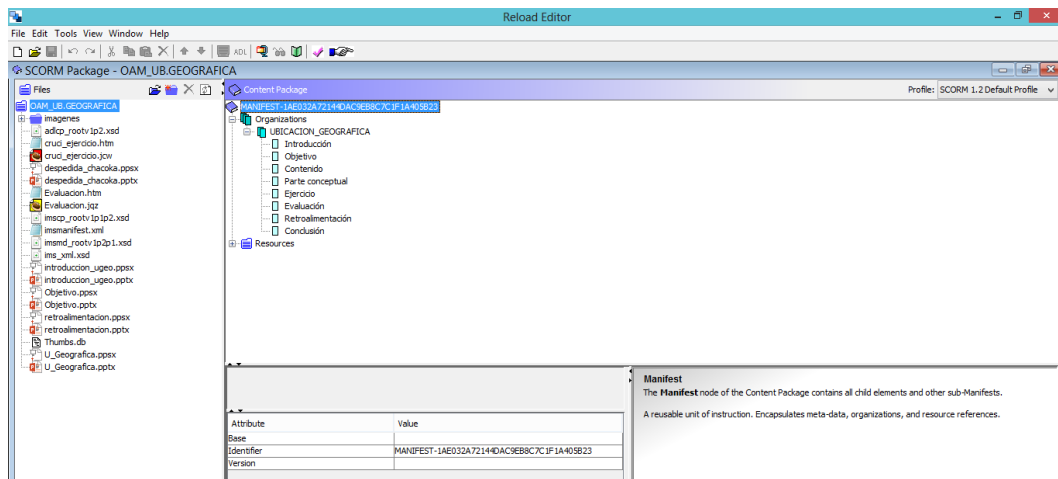 Reload Editor
File Edit Tools View Window Help
ADL
SCORM Package - OAM_UB.GEOGRAFICA
Files
OAM_UB.GEOGRAFICA
imagenes
adlcp_rootv1p2.xsd
cruci_ejercicio.htm
cruci_ejercicio.jcw
despedida_chacoka.ppsx
despedida_chacoka.pptx
Evaluacion.htm
Evaluacion.jqz
imscp_rootv1p1p2.xsd
imsmanifest.xml
imsmd_rootv1p2p1.xsd
ims_xml.xsd
introduccion_ugeo.ppsx
introduccion_ugeo.pptx
Objetivo.ppsx
Objetivo.pptx
retroalimentacion.ppsx
retroalimentacion.pptx
Thumbs.db
U_Geografica.ppsx
U_Geografica.pptx
Content Package
Profile: SCORM 1.2 Default Profile
MANIFEST-1AE032A72144DAC9EB8C7C1F1A405B23
Organizations
UBICACION_GEOGRAFICA
Introducción
Objetivo
Contenido
Parte conceptual
Ejercicio
Evaluación
Retroalimentación
Conclusión
Resources
Attribute Value
Base
Identifier MANIFEST-1AE032A72144DAC9EB8C7C1F1A405B23
Version
Manifest
The Manifest node of the Content Package contains all child elements and other sub-Manifests.
A reusable unit of instruction. Encapsulates meta-data, organizations, and resource references.